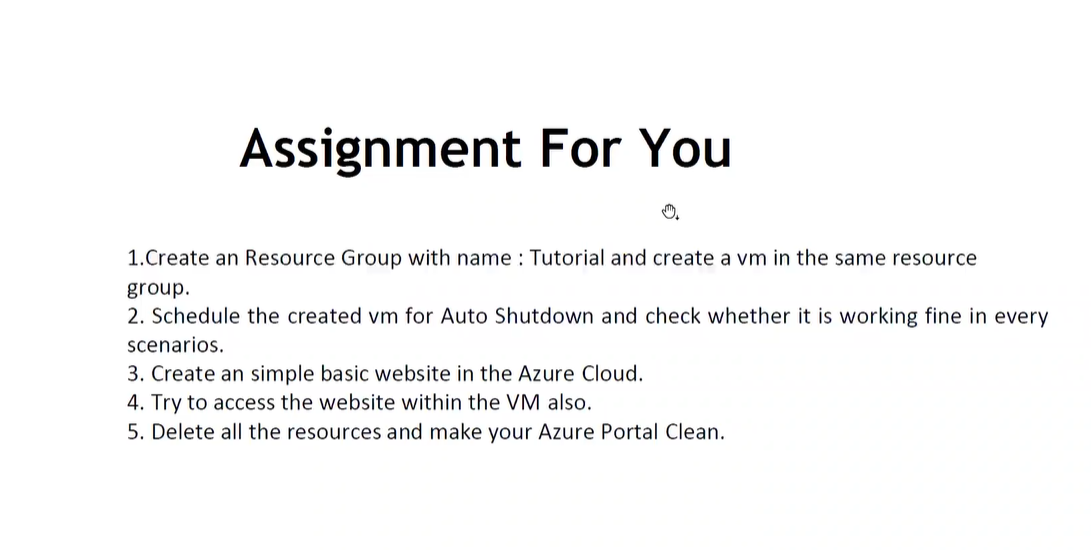 Assignment For You
1.Create an Resource Group with name : Tutorial and create a vm in the same resource
group.
2. Schedule the created vm for Auto Shutdown and check whether it is working fine in every
scenarios.
3. Create an simple basic website in the Azure Cloud.
4. Try to access the website within the VM also.
5. Delete all the resources and make your Azure Portal Clean.